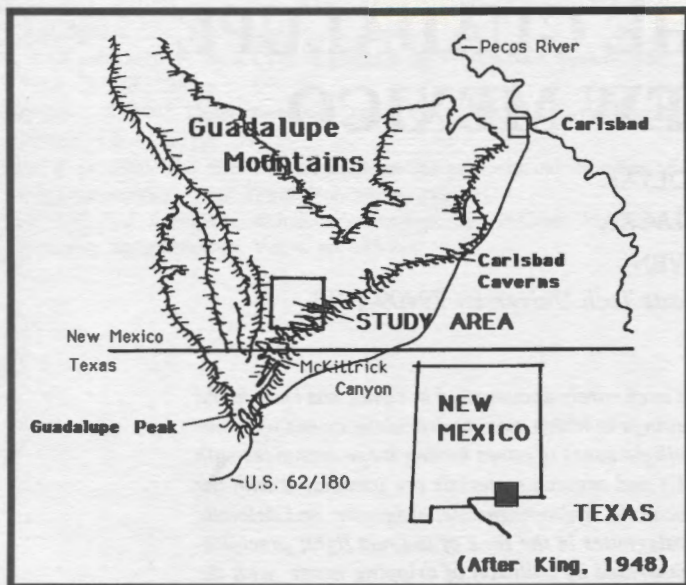 Pecos River
Guadalupe
Mountains
Carlsbad
Carlsbad
Caverns
STUDY AREA
New Mexico
Texas
McKittrick
Canyon
Guadalupe Peak
NEW
MEXICO
U.S. 62/180
TEXAS
(After King, 1948)